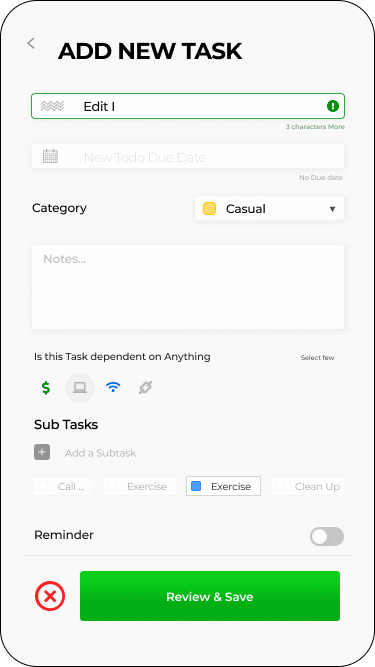 ADD NEW TASK
Edit I
3 characters More
New Todo Due Date
No Due date
Category
Casual
Notes...
Is this Task dependent on Anything
Select few
$
Sub Tasks
Add a Subtask
Call ...
Exercise
Exercise
Clean Up
Reminder
Review & Save